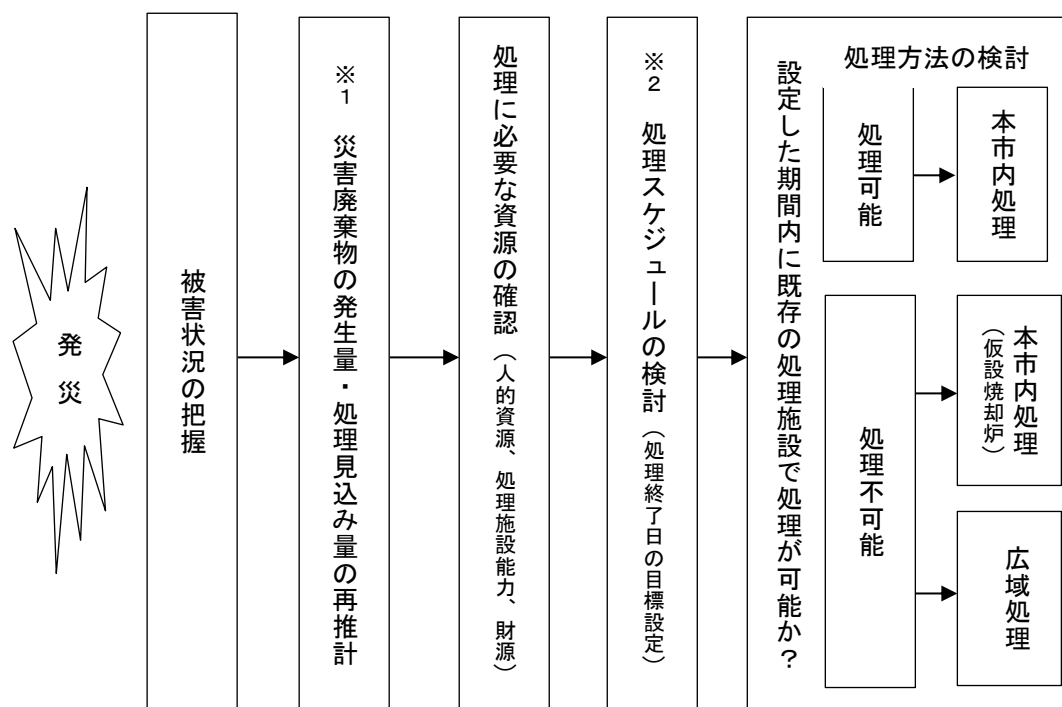 発災
被害状況の把握
※1 災害廃棄物の発生量・処理見込み量の再推計
処理に必要な資源の確認（人的資源、処理施設能力、財源）
※2 処理スケジュールの検討（処理終了日の目標設定）
処理方法の検討
設定した期間内に既存の処理施設で処理が可能か？
処理可能
本市内処理
処理不可能
本市内処理
（仮設焼却炉）
広域処理